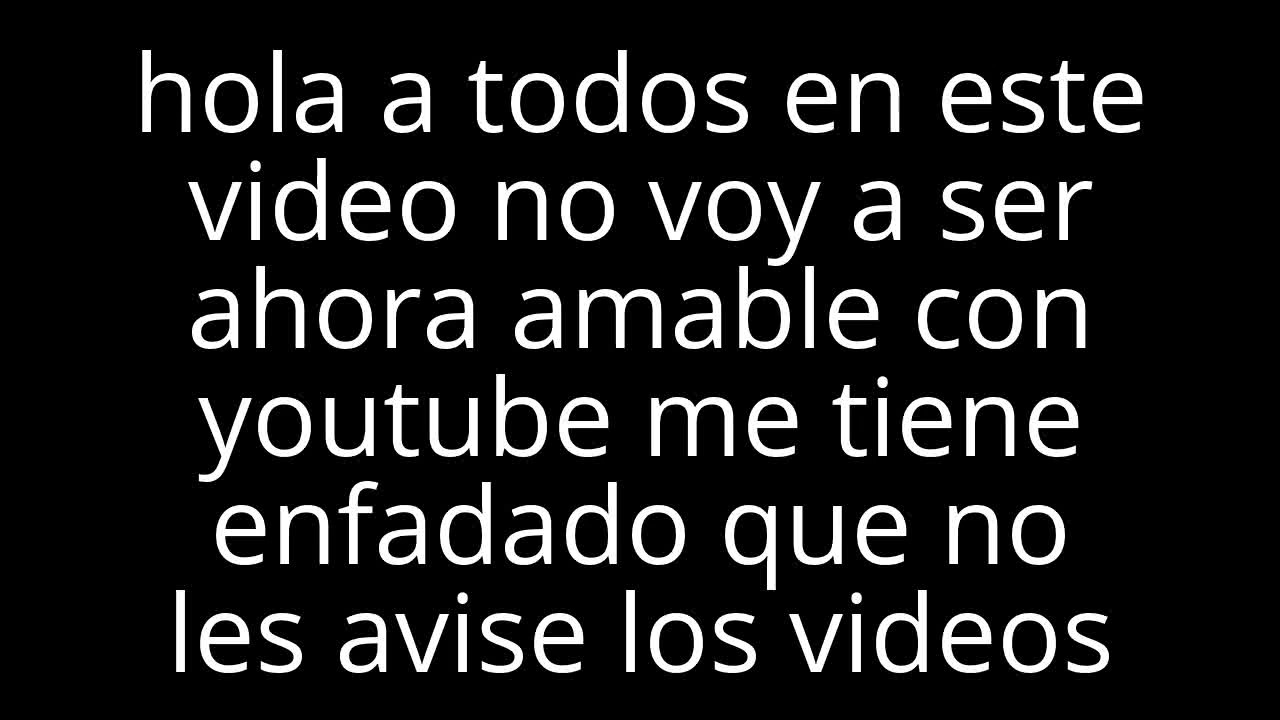 hola a todos en este
video no voy a ser
ahora amable con
youtube me tiene
enfadado que no
les avise los videos